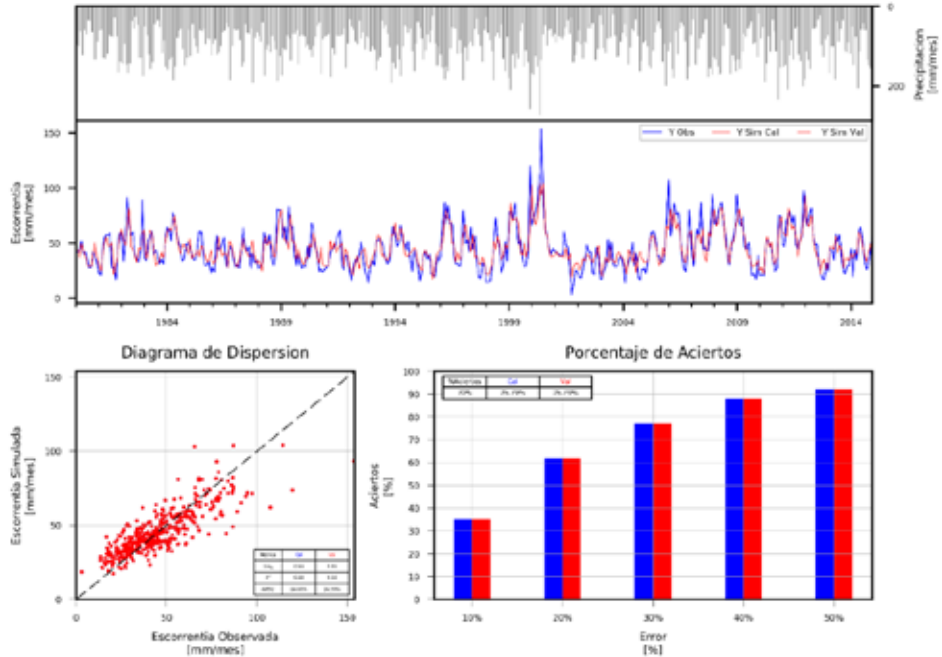 0
200
Precipitación
[mm/mes]
Y Obs Y Sim Cal Y Sim Val
150
100
50
0
Escorrentia
[mm/mes]
1984 1989 1994 1999 2004 2009 2014
Diagrama de Dispersion
150
100
50
0
Escorrentia Simulada
[mm/mes]
0 50 100 150
Escorrentia Observada
[mm/mes]
Porcentaje de Aciertos
%Aciertos Cal Val
100
90
80
70
60
50
40
30
20
10
0
Aciertos
[%]
10% 20% 30% 40% 50%
Error
[%]